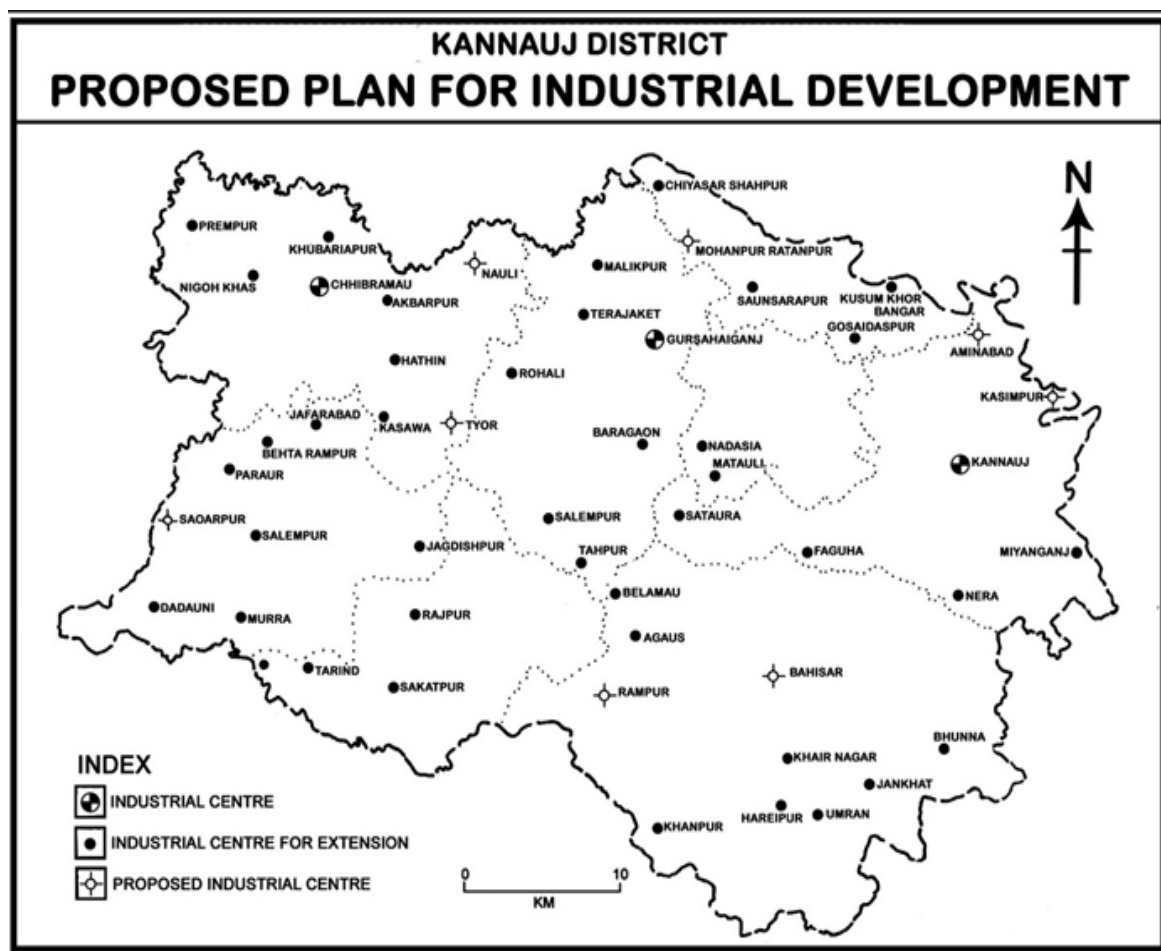 KANNAUJ DISTRICT
PROPOSED PLAN FOR INDUSTRIAL DEVELOPMENT
N
CHIYASAR SHAHPUR
PREMPUR
KHUBARIAPUR
MOHANPUR RATANPUR
NAULI
MALIKPUR
NIGOH KHAS
CHHIBRAMAU
AKBARPUR
SAUNSARAPUR
KUSUM KHOR
BANGAR
TERAJAKET
GOSAIDASPUR
GURSAHAIGANJ
AMINABAD
HATHIN
ROHALI
KASIMPUR
JAFARABAD
KASAWA
TYOR
BARAGAON
NADASIA
BEHTA RAMPUR
PARAUR
MATAULI
KANNAUJ
SAOARPUR
SALEMPUR
SATAURA
SALEMPUR
JAGDISHPUR
TAHPUR
FAGUHA
MIYANGANJ
BELAMAU
NERA
DADAUNI
MURRA
RAJPUR
AGAUS
TARIND
SAKATPUR
RAMPUR
BAHISAR
BHUNNA
KHAIR NAGAR
JANKHAT
HAREIPUR
UMRAN
KHANPUR
INDEX
INDUSTRIAL CENTRE
INDUSTRIAL CENTRE FOR EXTENSION
PROPOSED INDUSTRIAL CENTRE
0 10
KM